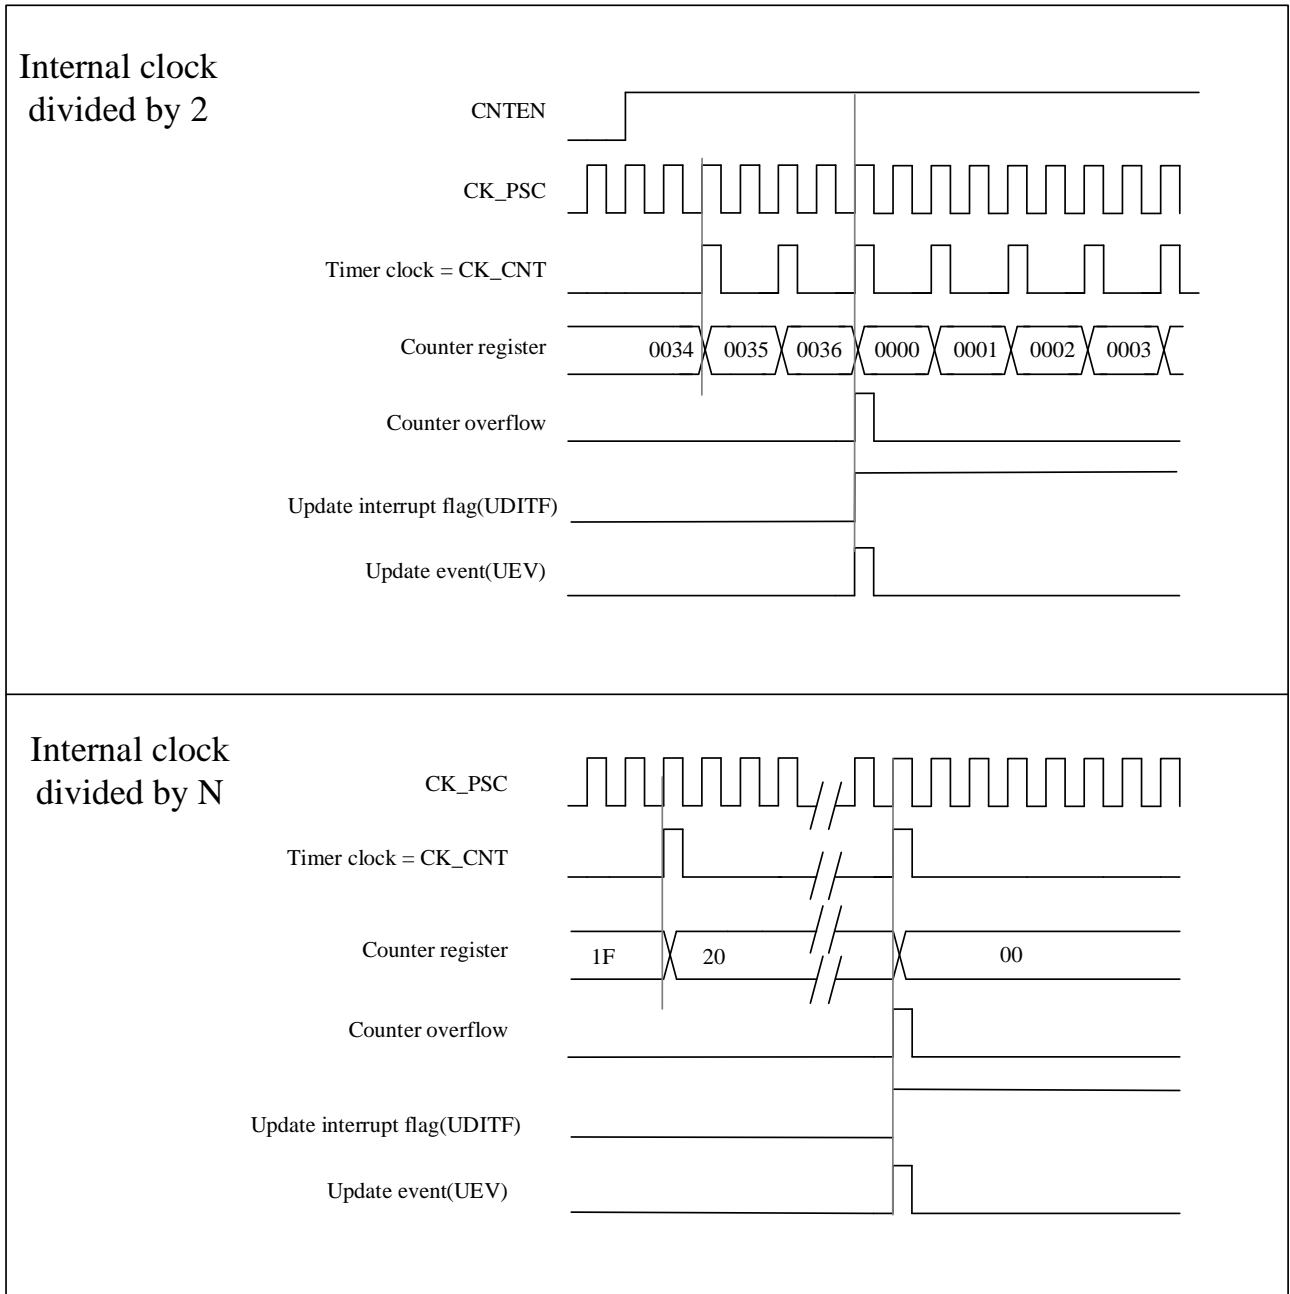 Internal clock
divided by 2
CNTEN
CK_PSC
Timer clock = CK_CNT
Counter register
0034 0035 0036 0000 0001 0002 0003
Counter overflow
Update interrupt flag(UDITF)
Update event(UEV)
Internal clock
divided by N
CK_PSC
Timer clock = CK_CNT
Counter register
1F 20 00
Counter overflow
Update interrupt flag(UDITF)
Update event(UEV)